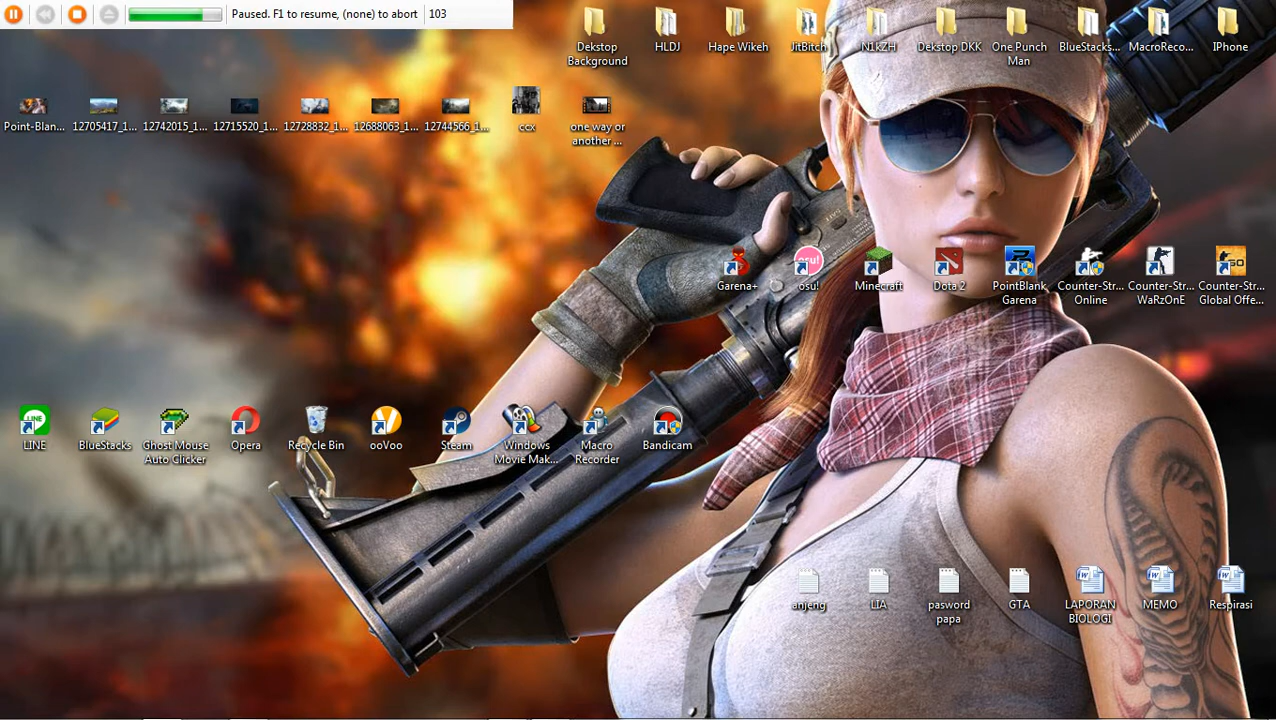 Paused. F1 to resume, (none) to abort
103
Dekstop
Background
HLDJ
Hape Wikeh
JitBitch
N1kZH
Dekstop DKK
One Punch
Man
BlueStacks...
MacroReco...
IPhone
Point-Blan...
12705417_1...
12742015_1...
12715520_1...
12728832_1...
12688063_1...
12744566_1...
ccx
one way or
another ...
osu!
GO
Garena+
osu!
Minecraft
Dota 2
PointBlank
Garena
Counter-Str...
Online
Counter-Str...
WaRzOnE
Counter-Str...
Global Offe...
LINE
LINE
BlueStacks
Ghost Mouse
Auto Clicker
Opera
Recycle Bin
ooVoo
Steam
Windows
Movie Mak...
Macro
Recorder
Bandicam
anjeng
LIA
pasword
papa
GTA
LAPORAN
BIOLOGI
MEMO
Respirasi